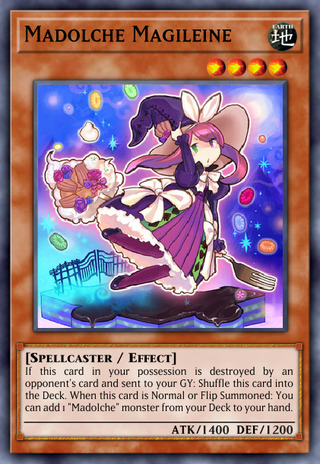 Madolche Magileine
EARTH
地
[Spellcaster / Effect]
If this card in your possession is destroyed by an
opponent's card and sent to your GY: Shuffle this card into
the Deck. When this card is Normal or Flip Summoned: You
can add 1 "Madolche" monster from your Deck to your hand.
ATK/1400 DEF/1200